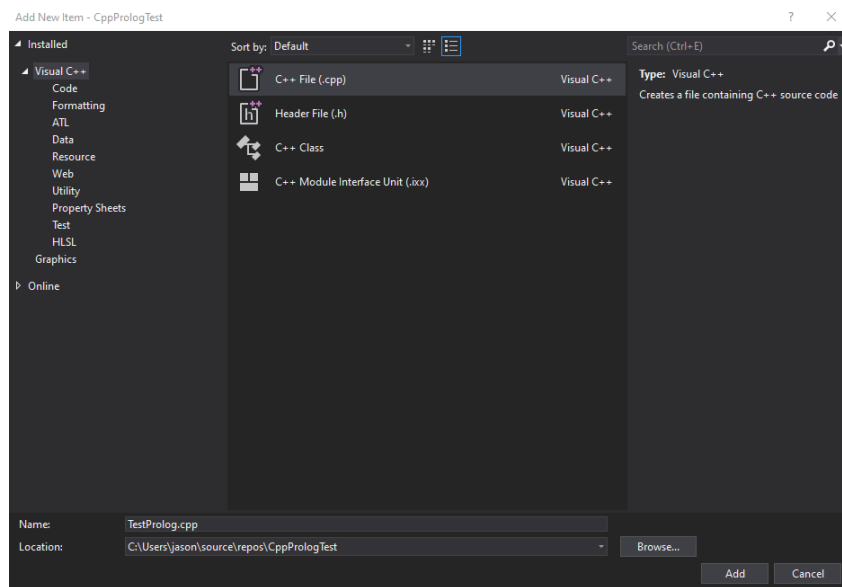 Add New Item - CppPrologTest ?
Installed
Visual C++
Code
Formatting
ATL
Data
Resource
Web
Utility
Property Sheets
Test
HLSL
Graphics
Online
Sort by: Default
C++ File (.cpp) Visual C++
Header File (.h) Visual C++
C++ Class Visual C++
C++ Module Interface Unit (.ixx) Visual C++
Search (Ctrl+E)
Type: Visual C++
Creates a file containing C++ source code
Name: TestProlog.cpp
Location: C:\Users\jason\source\repos\CppPrologTest
Browse...
Add Cancel